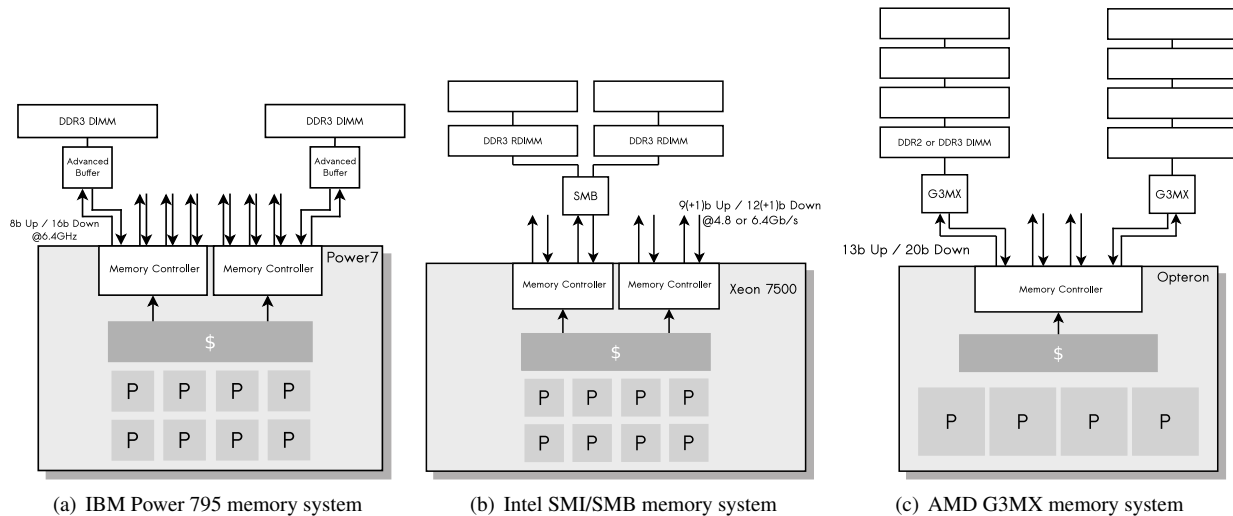 DDR3 DIMM
DDR3 DIMM
Advanced
Buffer
Advanced
Buffer
8b Up / 16b Down
@6.4GHz
Power7
Memory Controller
Memory Controller
$
P P P P
P P P P
(a) IBM Power 795 memory system
DDR3 RDIMM
DDR3 RDIMM
SMB
9(+1)b Up / 12(+1)b Down
@4.8 or 6.4Gb/s
Memory Controller
Memory Controller
Xeon 7500
$
P P P P
P P P P
(b) Intel SMI/SMB memory system
DDR2 or DDR3 DIMM
G3MX
G3MX
13b Up / 20b Down
Opteron
Memory Controller
$
P P P P
(c) AMD G3MX memory system